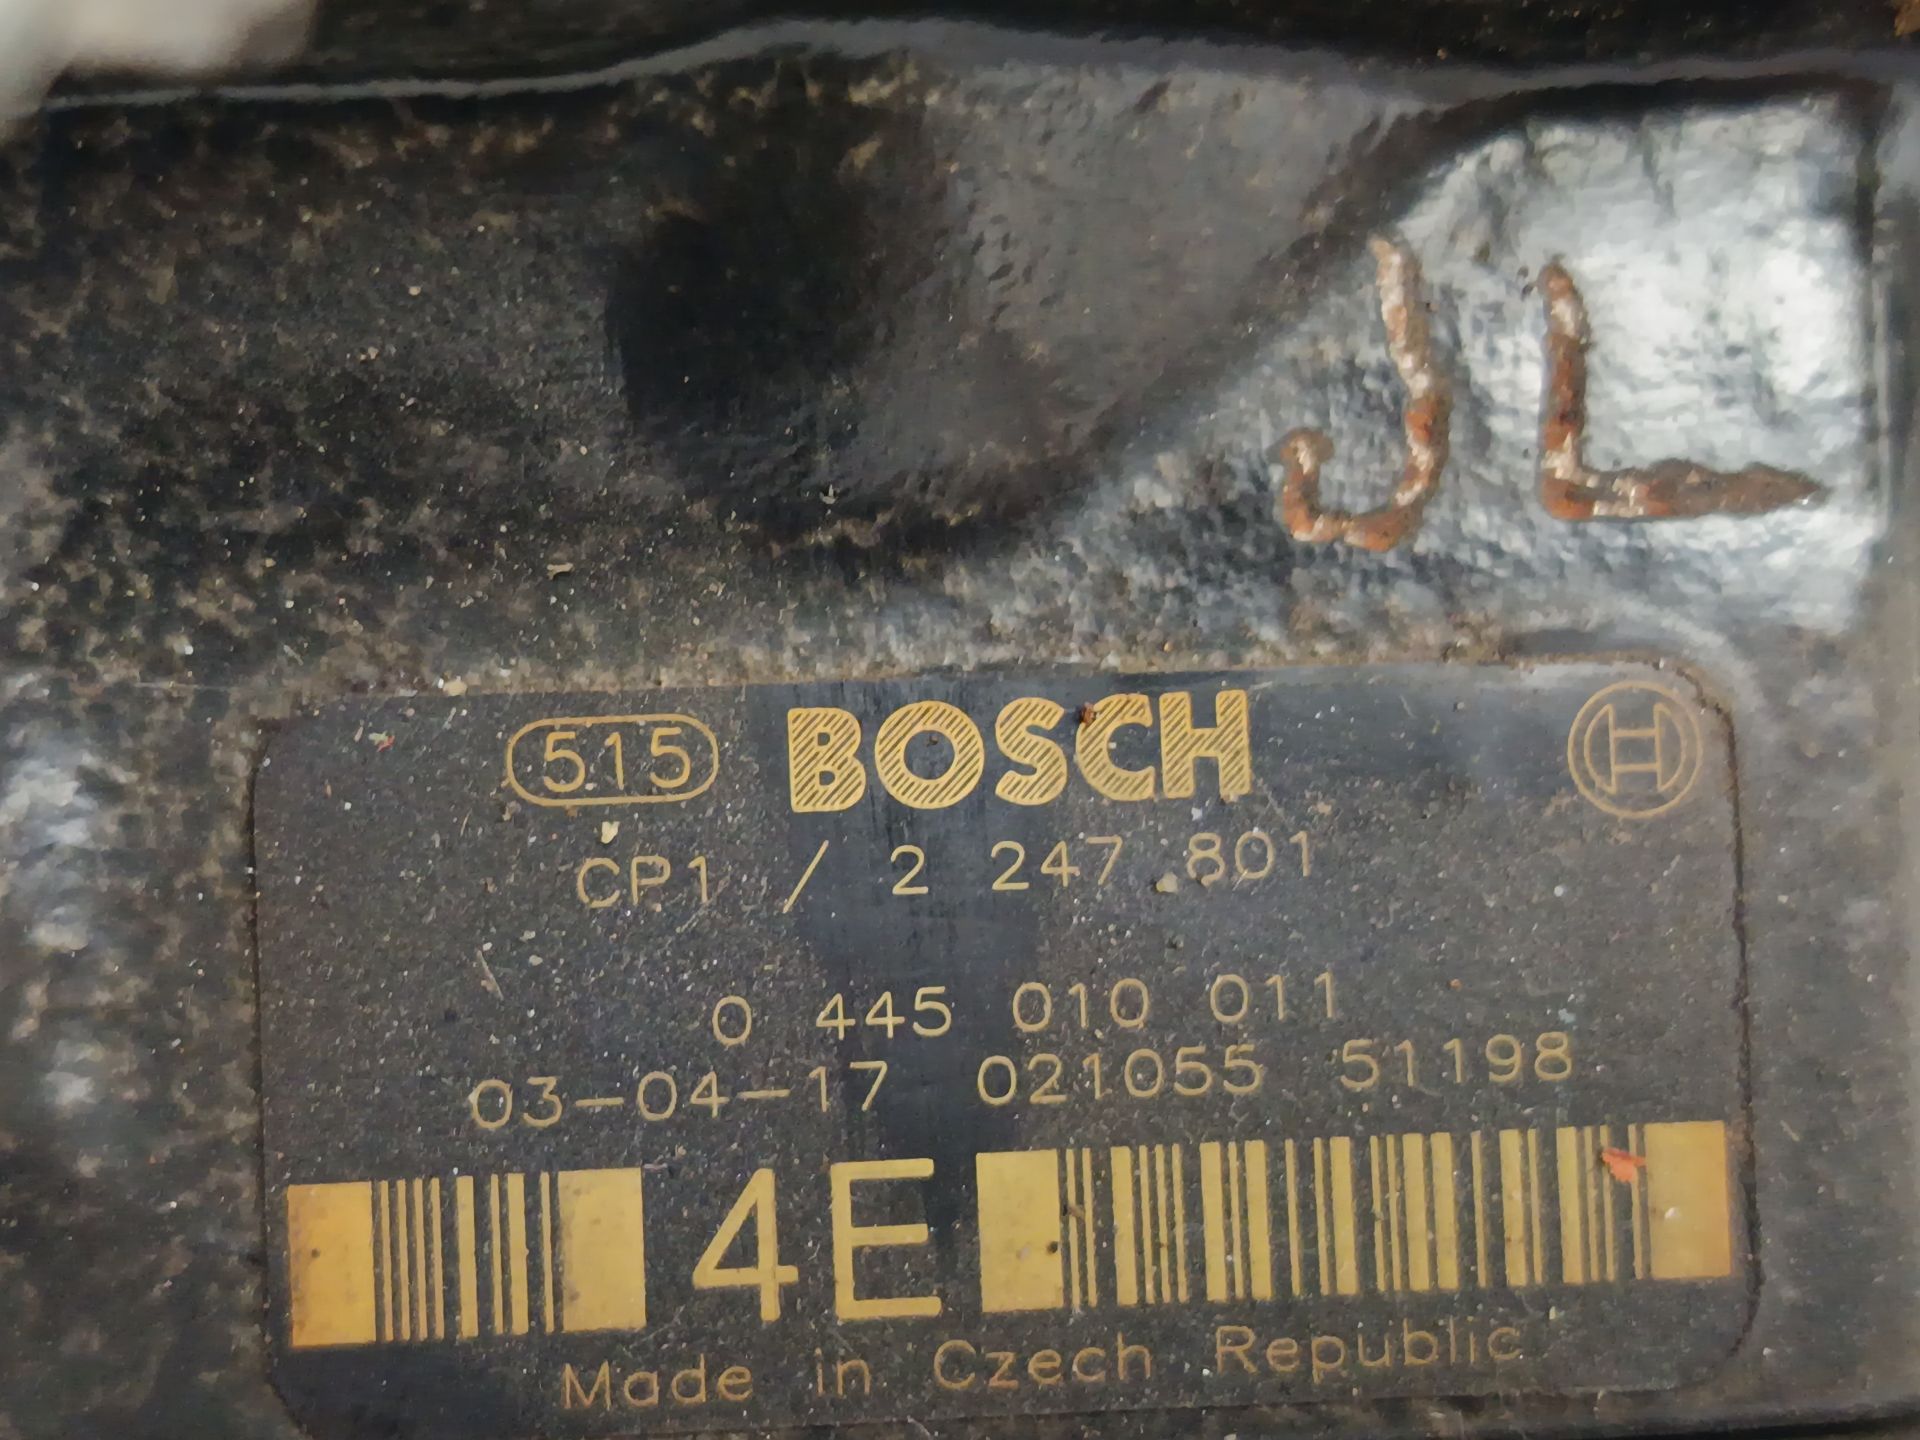 JL
515 BOSCH
CP1 / 2 247 801
0 445 010 011
03-04-17 021055 51198
4E
Made in Czech Republic